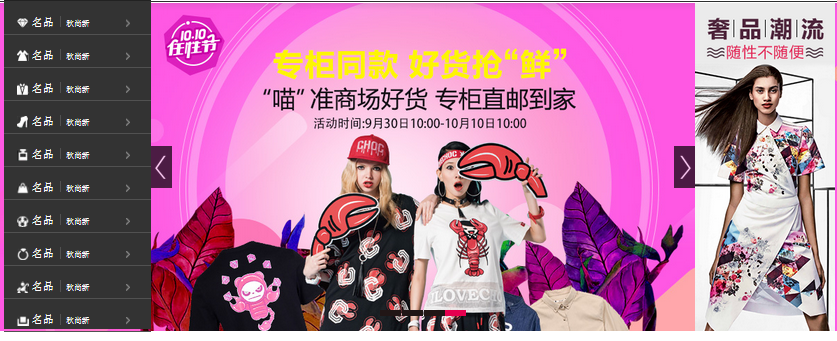 名品 秋尚新
名品 秋尚新
名品 秋尚新
名品 秋尚新
名品 秋尚新
名品 秋尚新
名品 秋尚新
名品 秋尚新
名品 秋尚新
名品 秋尚新
10.10
任性节
专柜同款 好货抢“鲜”
“喵”准商场好货 专柜直邮到家
活动时间:9月30日10:00-10月10日10:00
CHOC
CHOC
ILOVECHO
奢品潮流
随性不随便